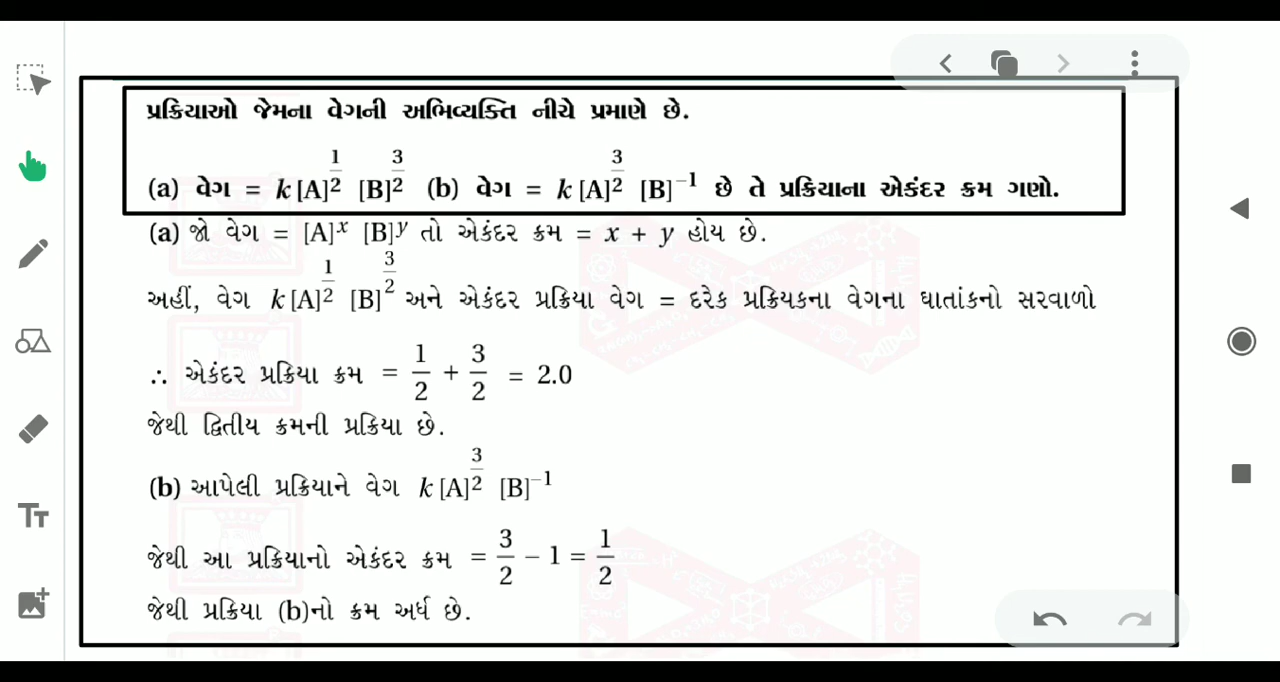 પ્રક્રિયાઓ જેમના વેગની અભિવ્યક્તિ નીચે પ્રમાણે છે.
(a) વેગ = k [A]^{1/2} [B]^{3/2} (b) વેગ = k [A]^{3/2} [B]^{-1} છે તે પ્રક્રિયાના એકંદર ક્રમ ગણો.
(a) જો વેગ = [A]^x [B]^y તો એકંદર ક્રમ = x + y હોય છે.
અહીં, વેગ k [A]^{1/2} [B]^{3/2} અને એકંદર પ્રક્રિયા વેગ = દરેક પ્રક્રિયકના વેગના ઘાતાંકનો સરવાળો
∴ એકંદર પ્રક્રિયા ક્રમ = 1/2 + 3/2 = 2.0
જેથી દ્વિતીય ક્રમની પ્રક્રિયા છે.
(b) આપેલી પ્રક્રિયાને વેગ k [A]^{3/2} [B]^{-1}
જેથી આ પ્રક્રિયાનો એકંદર ક્રમ = 3/2 – 1 = 1/2
જેથી પ્રક્રિયા (b)નો ક્રમ અર્ધ છે.
TT